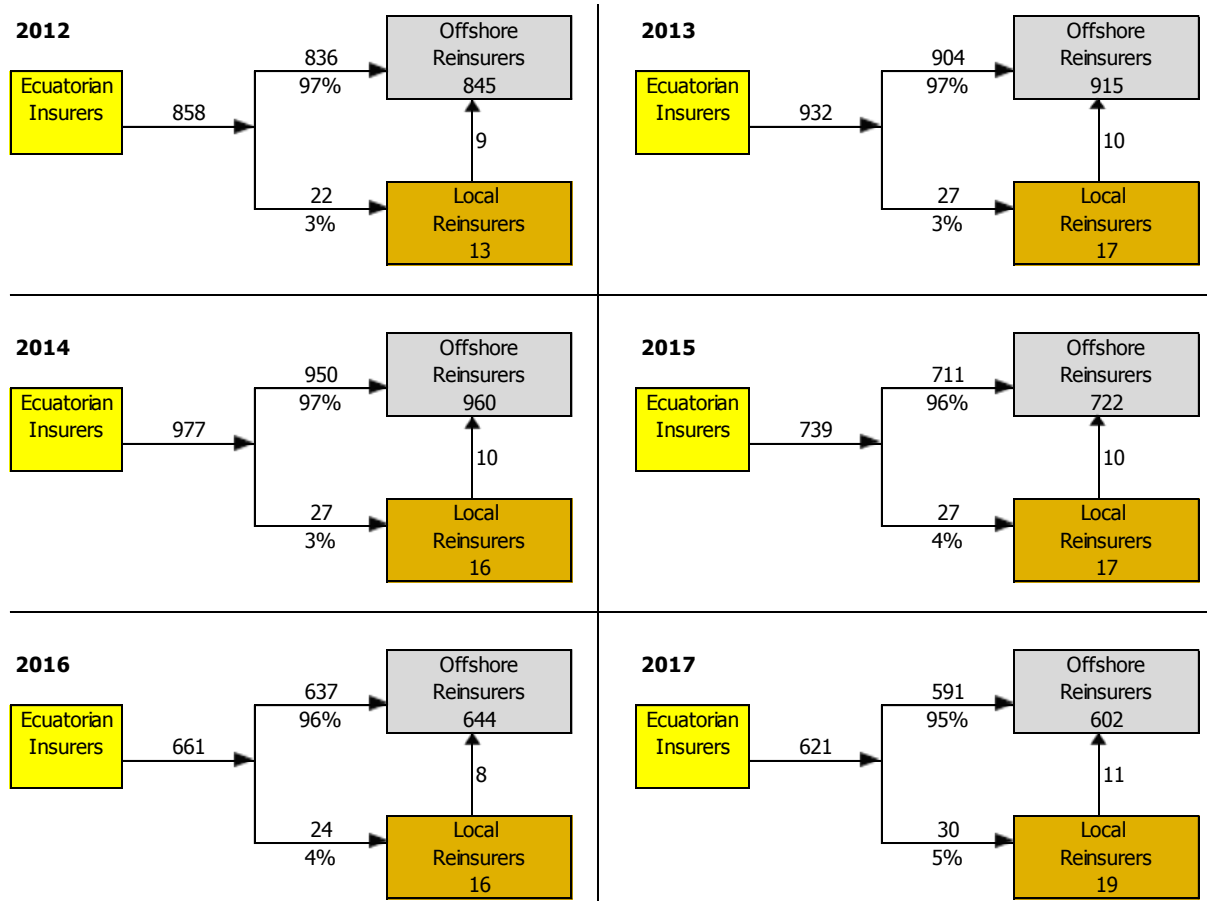 2012
Ecuatorian
Insurers
858
836
97%
Offshore
Reinsurers
845
9
22
3%
Local
Reinsurers
13
2013
Ecuatorian
Insurers
932
904
97%
Offshore
Reinsurers
915
10
27
3%
Local
Reinsurers
17
2014
Ecuatorian
Insurers
977
950
97%
Offshore
Reinsurers
960
10
27
3%
Local
Reinsurers
16
2015
Ecuatorian
Insurers
739
711
96%
Offshore
Reinsurers
722
10
27
4%
Local
Reinsurers
17
2016
Ecuatorian
Insurers
661
637
96%
Offshore
Reinsurers
644
8
24
4%
Local
Reinsurers
16
2017
Ecuatorian
Insurers
621
591
95%
Offshore
Reinsurers
602
11
30
5%
Local
Reinsurers
19